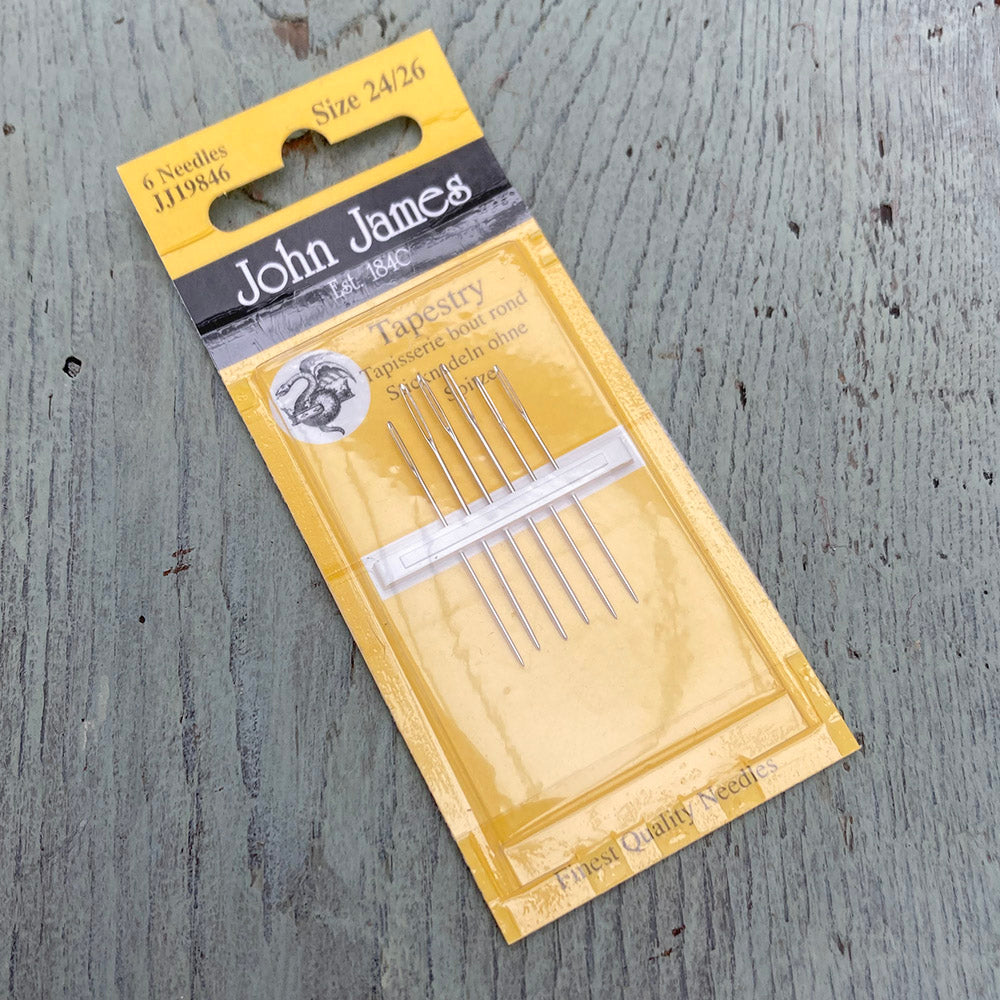 Size 24/26
6 Needles
JJ19846
John James
Est. 1840
Tapestry
Tapisserie bout rond
Sticknadeln ohne
Spitze
Finest Quality Needles